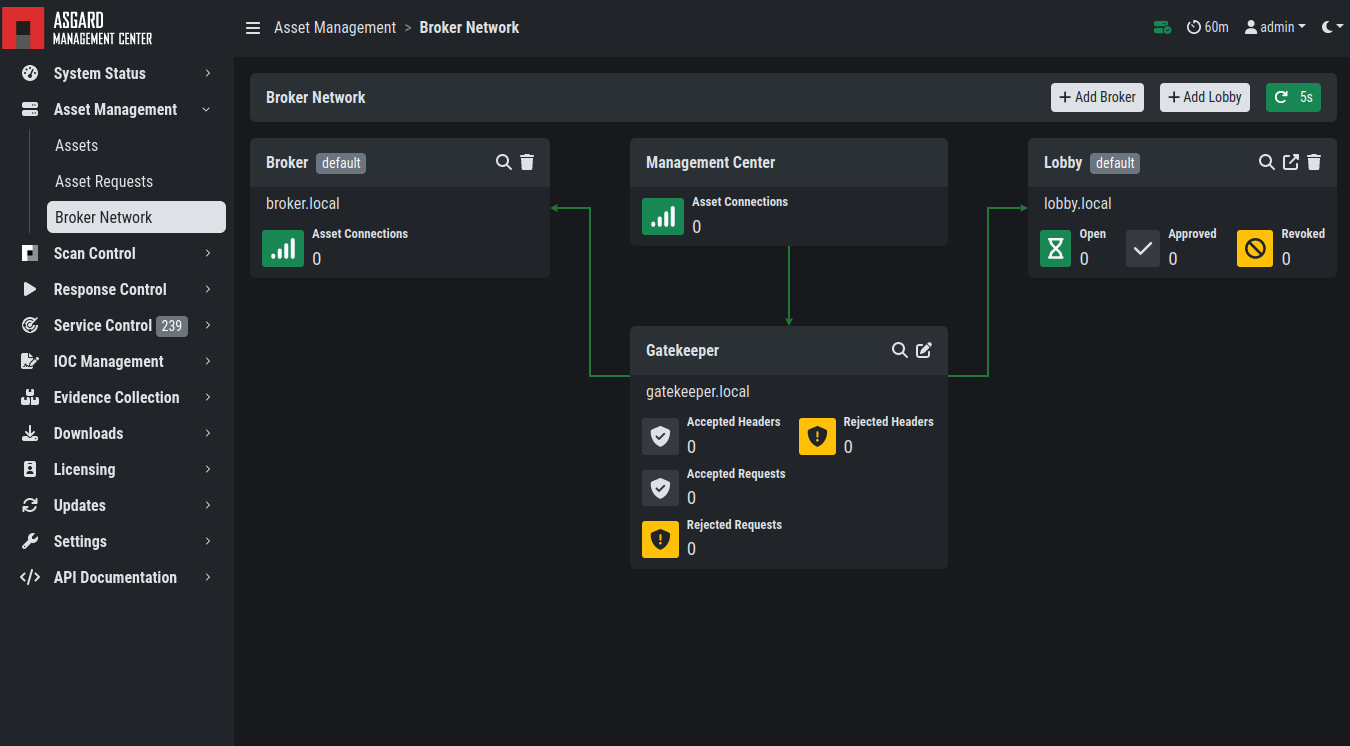 ASGARD
MANAGEMENT CENTER
Asset Management > Broker Network
60m
admin
System Status
Asset Management
Assets
Asset Requests
Broker Network
Scan Control
Response Control
Service Control 239
IOC Management
Evidence Collection
Downloads
Licensing
Updates
Settings
API Documentation
Broker Network
+ Add Broker
+ Add Lobby
5s
Broker default
broker.local
Asset Connections
0
Management Center
Asset Connections
0
Lobby default
lobby.local
Open
0
Approved
0
Revoked
0
Gatekeeper
gatekeeper.local
Accepted Headers
0
Rejected Headers
0
Accepted Requests
0
Rejected Requests
0